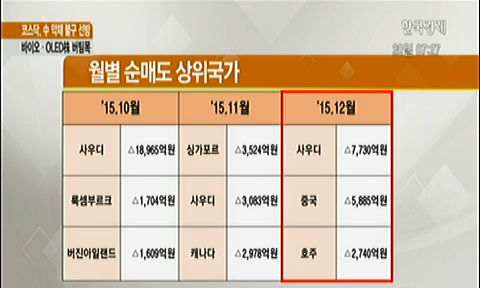 코스닥, 中 악재 불구 선방
바이오·OLED株 버팀목
한국경제
20일 07:27
월별 순매도 상위국가
'15.10월 '15.11월 '15.12월
사우디 △18,965억원 싱가포르 △3,524억원 사우디 △7,730억원
룩셈부르크 △1,704억원 사우디 △3,083억원 중국 △5,885억원
버진아일랜드 △1,609억원 캐나다 △2,978억원 호주 △2,740억원